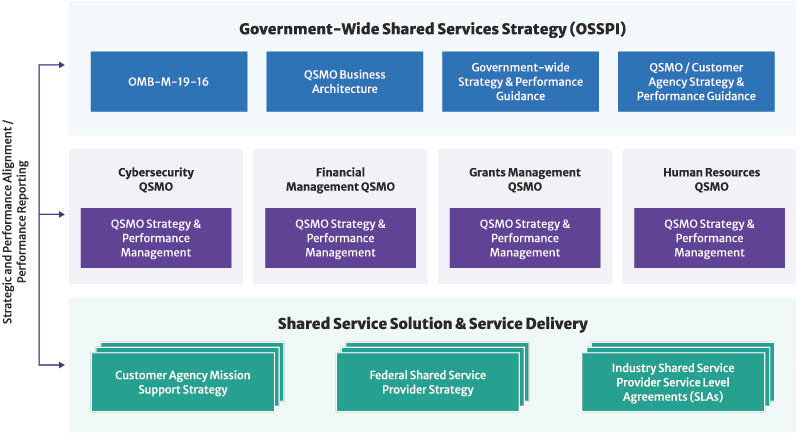 Government-Wide Shared Services Strategy (OSSPI)
OMB-M-19-16
QSMO Business
Architecture
Government-wide
Strategy & Performance
Guidance
QSMO / Customer
Agency Strategy &
Performance Guidance
Strategic and Performance Alignment /
Performance Reporting
Cybersecurity
QSMO
QSMO Strategy &
Performance
Management
Financial
Management QSMO
QSMO Strategy &
Performance
Management
Grants Management
QSMO
QSMO Strategy &
Performance
Management
Human Resources
QSMO
QSMO Strategy &
Performance
Management
Shared Service Solution & Service Delivery
Customer Agency Mission
Support Strategy
Federal Shared Service
Provider Strategy
Industry Shared Service
Provider Service Level
Agreements (SLAs)